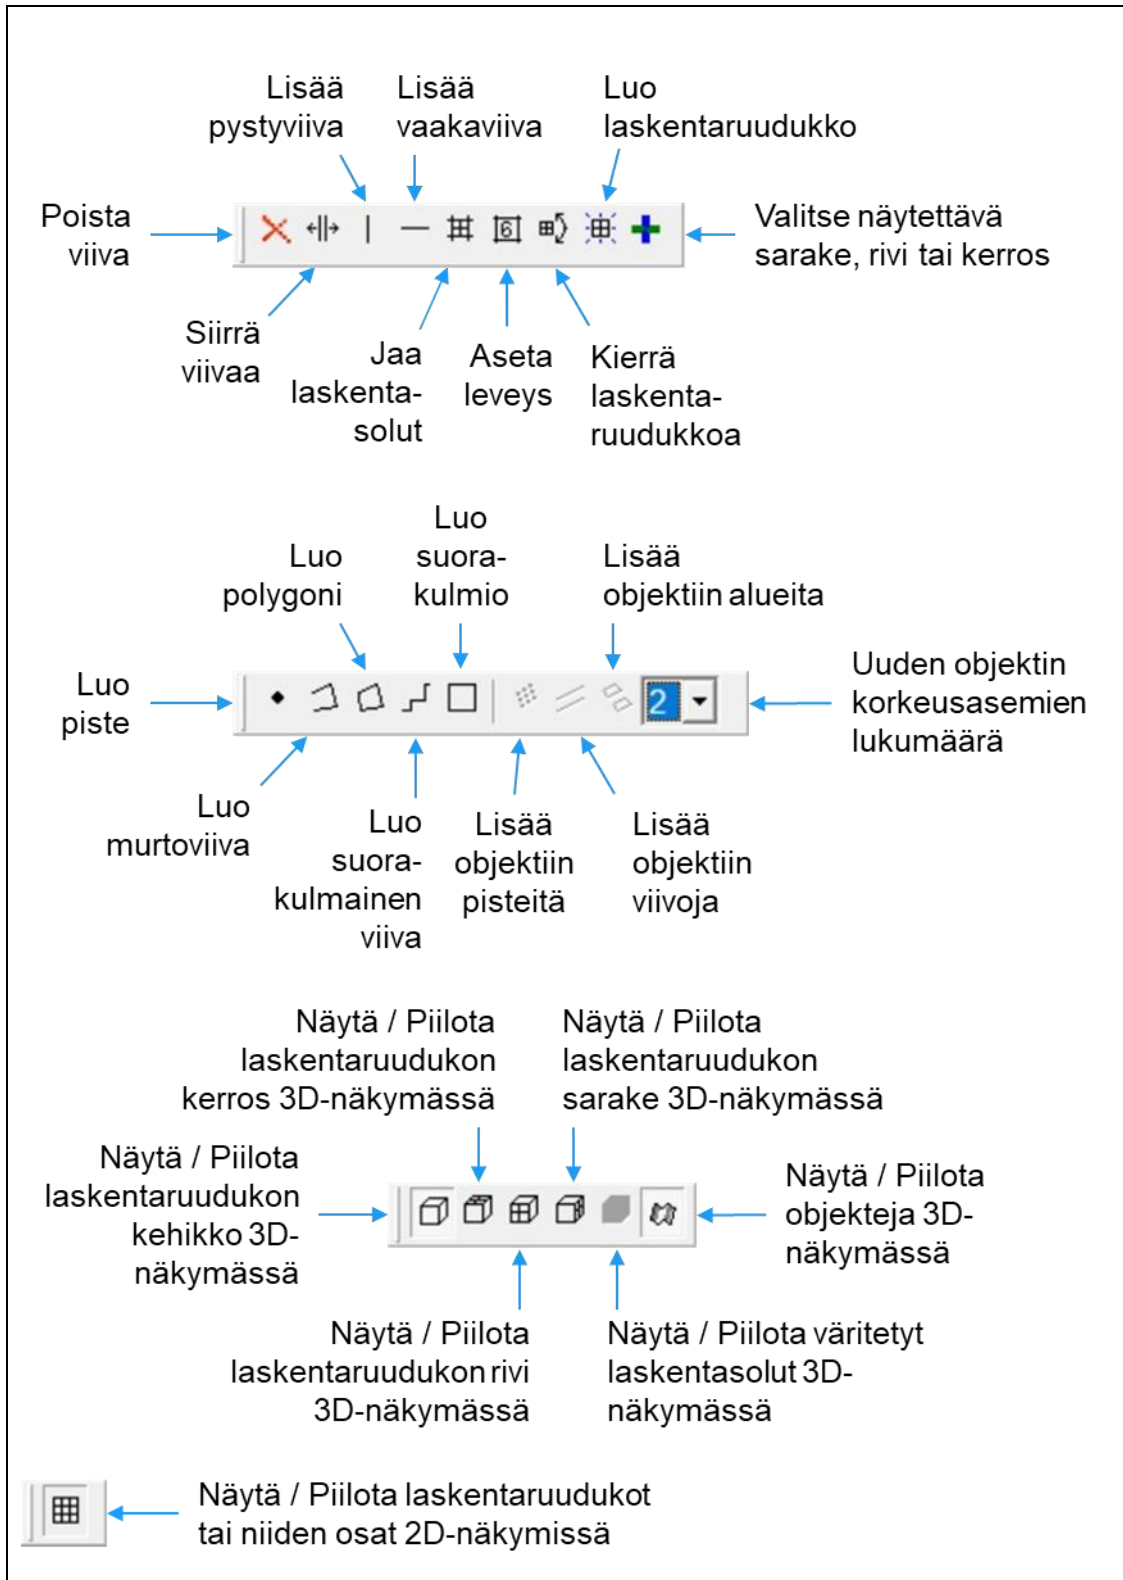 Lisää
pystyviiva
Lisää
vaakaviiva
Luo
laskentaruudukko
Poista
viiva
6
Valitse näytettävä
sarake, rivi tai kerros
Siirrä
viivaa
Jaa
laskenta-
solut
Aseta
leveys
Kierrä
laskenta-
ruudukkoa
Luo
polygoni
Luo
suora-
kulmio
Lisää
objektiin alueita
Luo
piste
2
Uuden objektin
korkeusasemien
lukumäärä
Luo
murtoviiva
Luo
suora-
kulmainen
viiva
Lisää
objektiin
pisteitä
Lisää
objektiin
viivoja
Näytä / Piilota
laskentaruudukon
kerros 3D-näkymässä
Näytä / Piilota
laskentaruudukon
sarake 3D-näkymässä
Näytä / Piilota
laskentaruudukon
kehikko 3D-
näkymässä
Näytä / Piilota
objekteja 3D-
näkymässä
Näytä / Piilota
laskentaruudukon rivi
3D-näkymässä
Näytä / Piilota väritetyt
laskentasolut 3D-
näkymässä
Näytä / Piilota laskentaruudukot
tai niiden osat 2D-näkymissä